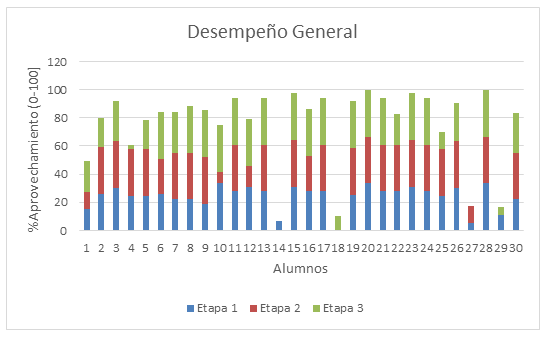 Desempeño General
%Aprovechamiento (0-100]
120
100
80
60
40
20
0
1 2 3 4 5 6 7 8 9 10 11 12 13 14 15 16 17 18 19 20 21 22 23 24 25 26 27 28 29 30
Alumnos
Etapa 1 Etapa 2 Etapa 3